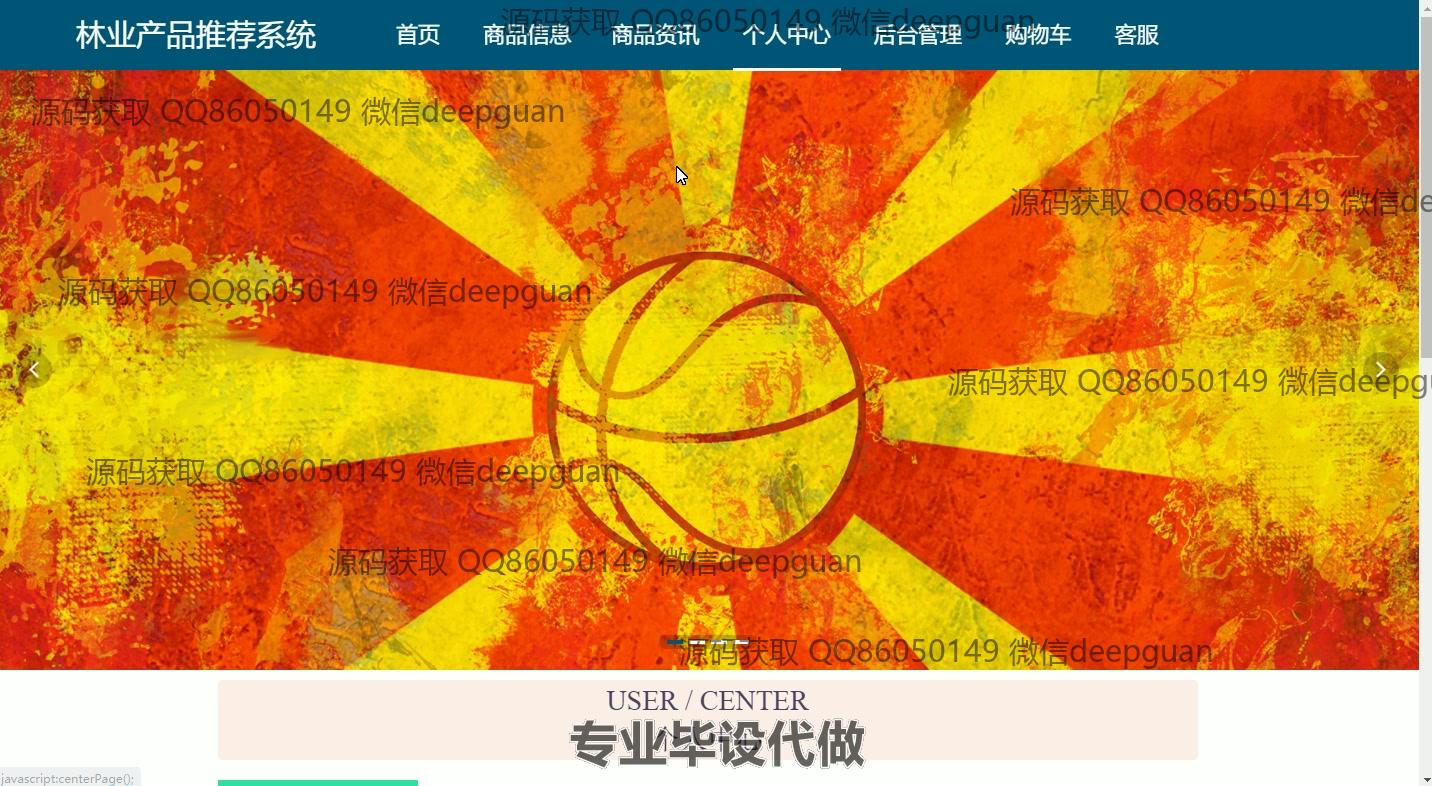 林业产品推荐系统
首页 商品信息 商品资讯 个人中心 后台管理 购物车 客服
源码获取 QQ86050149 微信deepguan
源码获取 QQ86050149 微信deepguan
源码获取 QQ86050149 微信de
源码获取 QQ86050149 微信deepguan
源码获取 QQ86050149 微信deepgu
源码获取 QQ86050149 微信deepguan
源码获取 QQ86050149 微信deepguan
源码获取 QQ86050149 微信deepguan
USER / CENTER
专业毕设代做
javascript:centerPage();